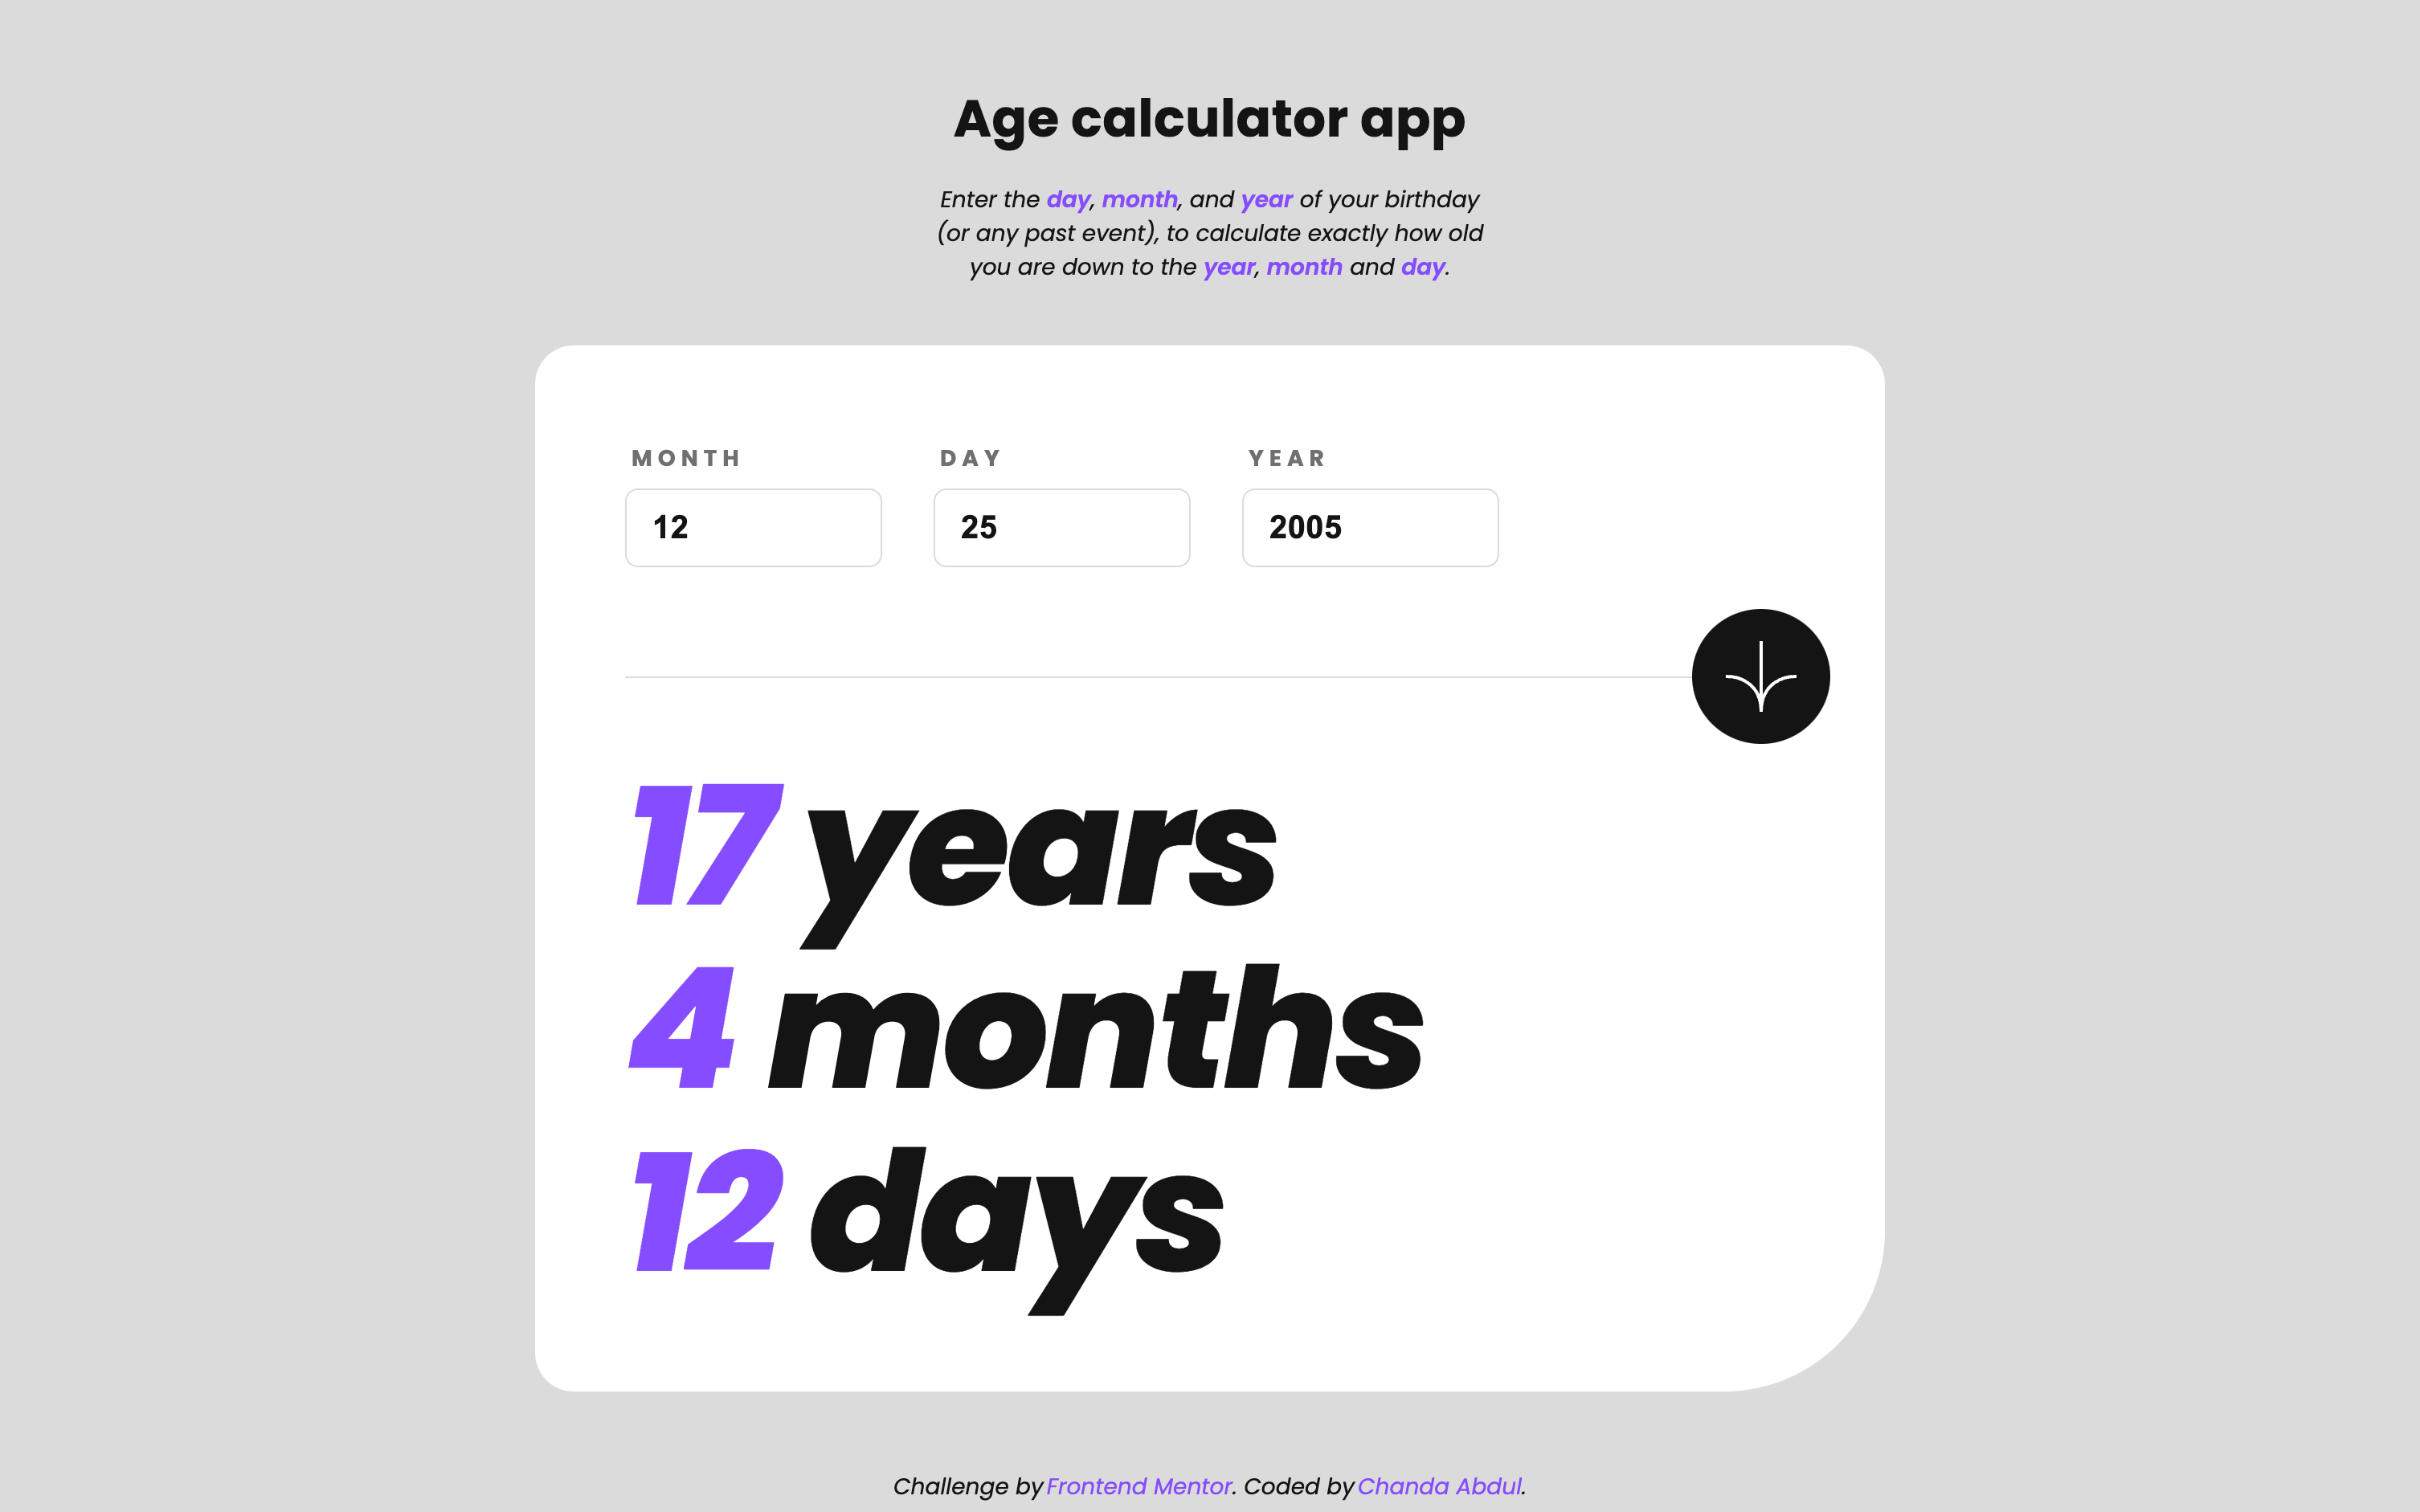 Age calculator app
Enter the day, month, and year of your birthday
(or any past event), to calculate exactly how old
you are down to the year, month and day.
MONTH DAY YEAR
12 25 2005
17 years
4 months
12 days
Challenge by Frontend Mentor. Coded by Chanda Abdul.